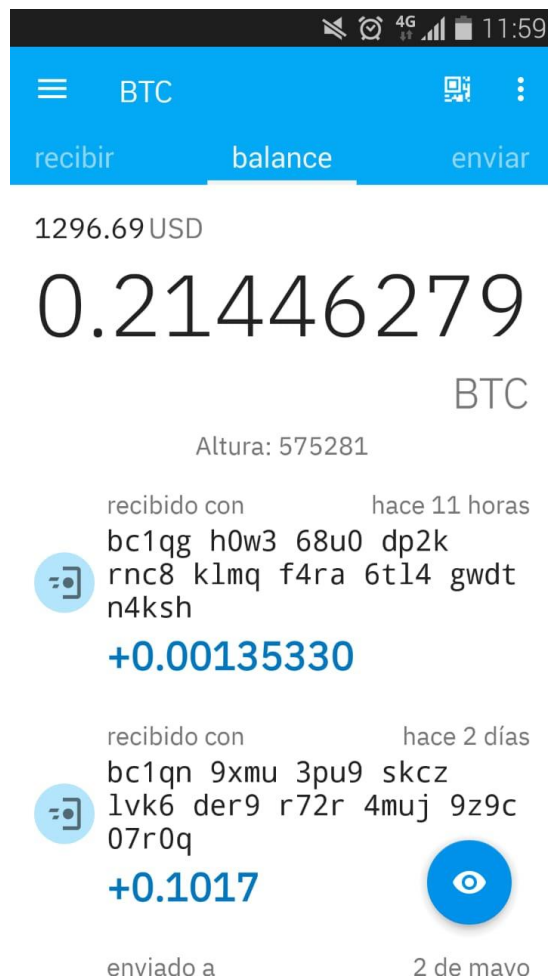 4G 11:59
BTC
recibir balance enviar
1296.69 USD
0.21446279
BTC
Altura: 575281
recibido con hace 11 horas
bc1qg h0w3 68u0 dp2k
rnc8 klmq f4ra 6tl4 gwdt
n4ksh
+0.00135330
recibido con hace 2 días
bc1qn 9xmu 3pu9 skcz
lvk6 der9 r72r 4muj 9z9c
07r0q
+0.1017
enviado a 2 de mayo